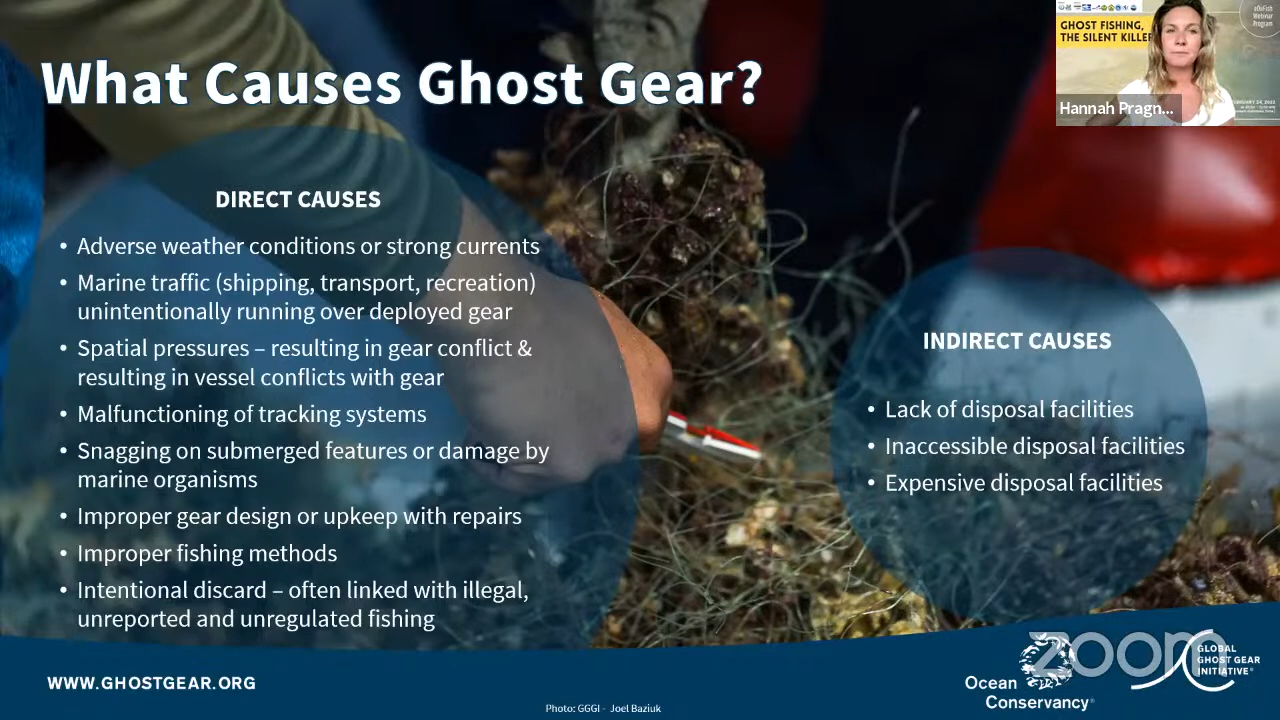 What Causes Ghost Gear?
GHOST FISHING,
THE SILENT KILLER
Webinar
Program
Hannah Pragn...
DIRECT CAUSES
• Adverse weather conditions or strong currents
• Marine traffic (shipping, transport, recreation)
unintentionally running over deployed gear
• Spatial pressures – resulting in gear conflict &
resulting in vessel conflicts with gear
• Malfunctioning of tracking systems
• Snagging on submerged features or damage by
marine organisms
• Improper gear design or upkeep with repairs
• Improper fishing methods
• Intentional discard – often linked with illegal,
unreported and unregulated fishing
INDIRECT CAUSES
• Lack of disposal facilities
• Inaccessible disposal facilities
• Expensive disposal facilities
WWW.GHOSTGEAR.ORG
Photo: GGGI - Joel Baziuk
Ocean
Conservancy®
zoom
GLOBAL
GHOST GEAR
INITIATIVE®